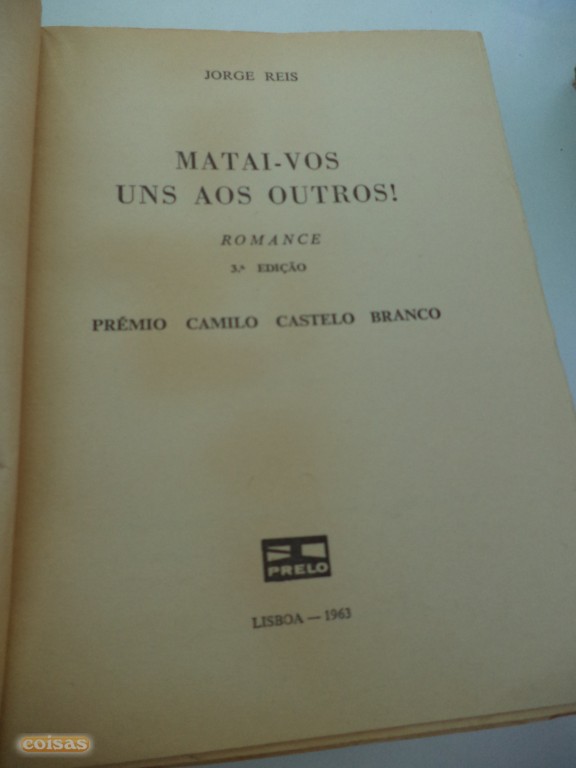 JORGE REIS
MATAI-VOS
UNS AOS OUTROS!
ROMANCE
3.ª EDIÇÃO
PRÉMIO CAMILO CASTELO BRANCO
PRELO
LISBOA — 1963
coisas